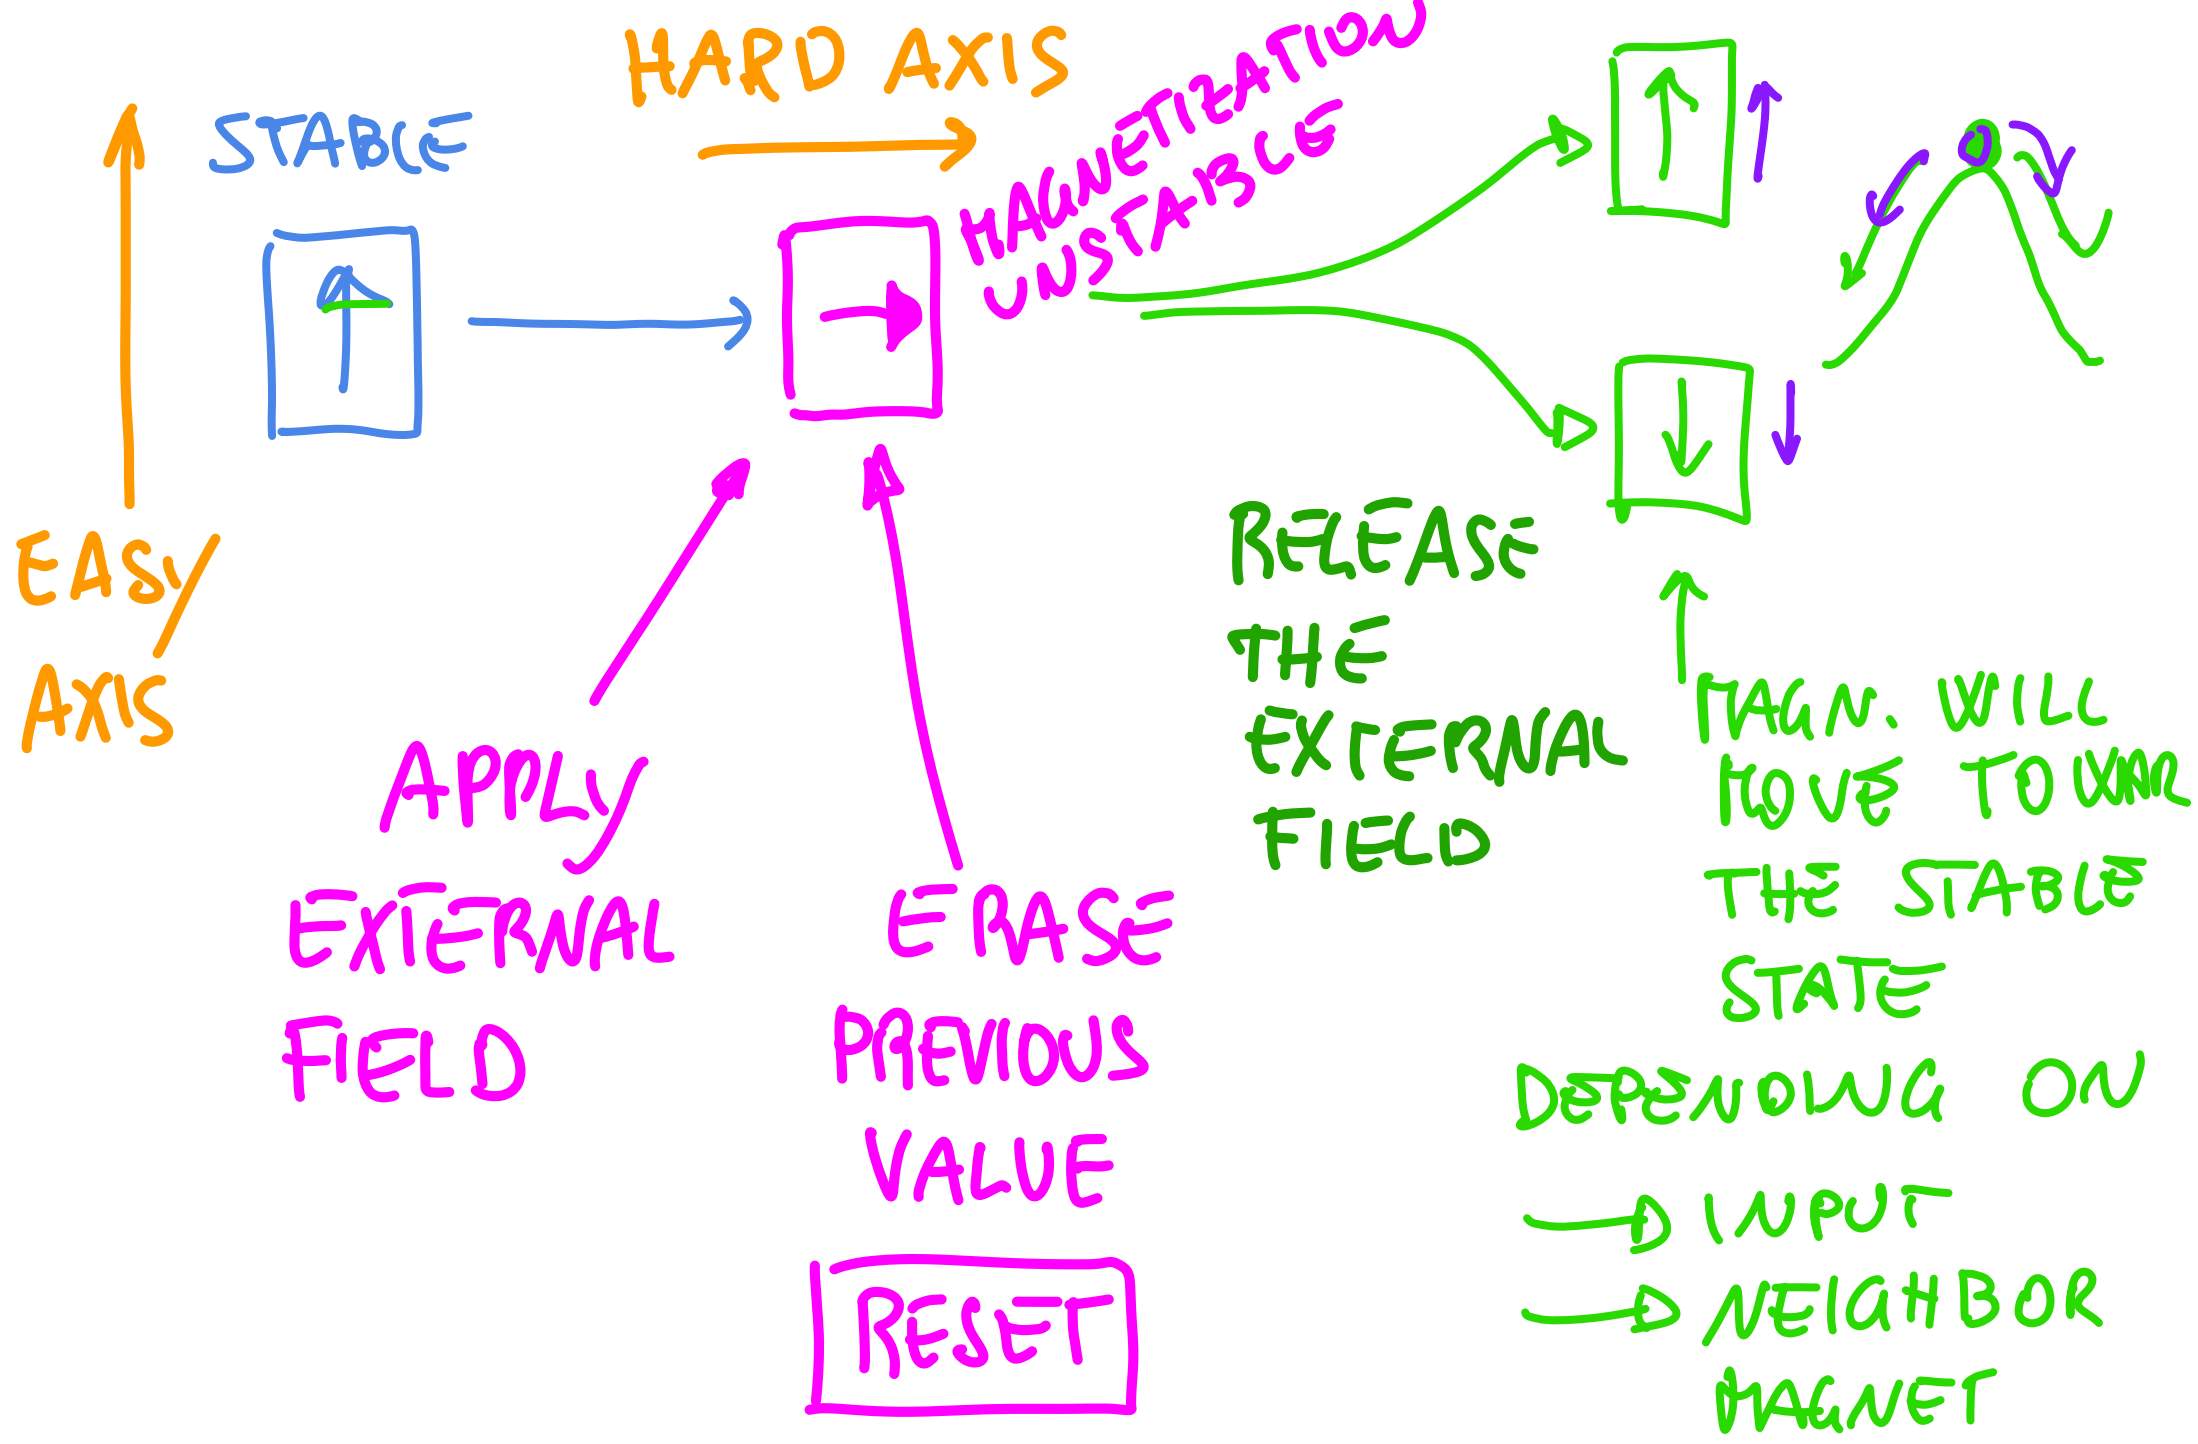 HARD AXIS
STABLE
MAGNETIZATION
UNSTABLE
EASY
AXIS
APPLY
EXTERNAL
FIELD
ERASE
PREVIOUS
VALUE
RESET
RELEASE
THE
EXTERNAL
FIELD
MAGN. WILL
MOVE TOWAR
THE STABLE
STATE
DEPENDING ON
INPUT
NEIGHBOR
MAGNET